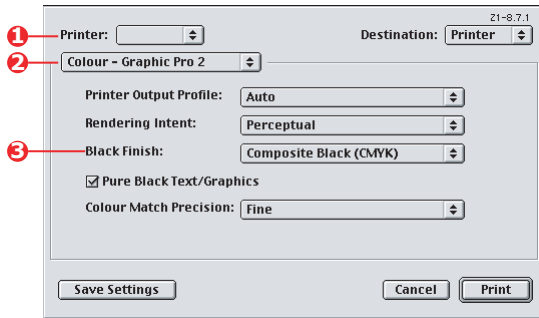 Z1-8.7.1
1 Printer: Destination: Printer
2 Colour - Graphic Pro 2
Printer Output Profile: Auto
Rendering Intent: Perceptual
3 Black Finish: Composite Black (CMYK)
Pure Black Text/Graphics
Colour Match Precision: Fine
Save Settings Cancel Print